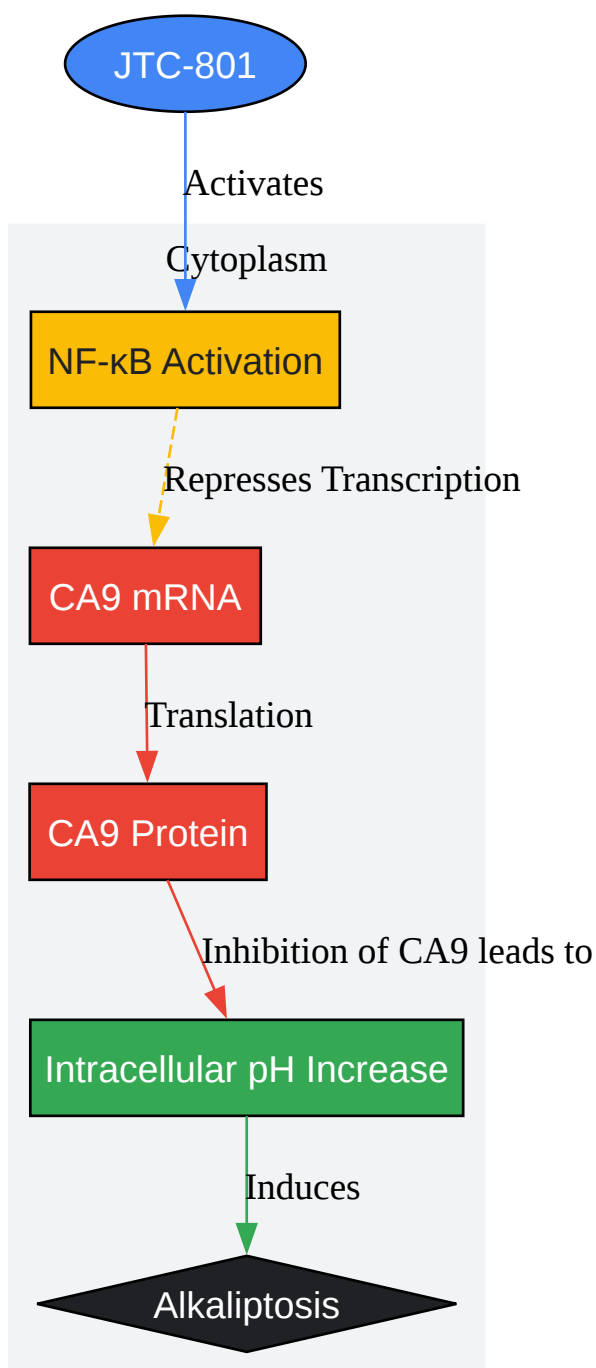 JTC-801
Activates
Cytoplasm
NF-κB Activation
Represses Transcription
CA9 mRNA
Translation
CA9 Protein
Inhibition of CA9 leads to
Intracellular pH Increase
Induces
Alkaliptosis